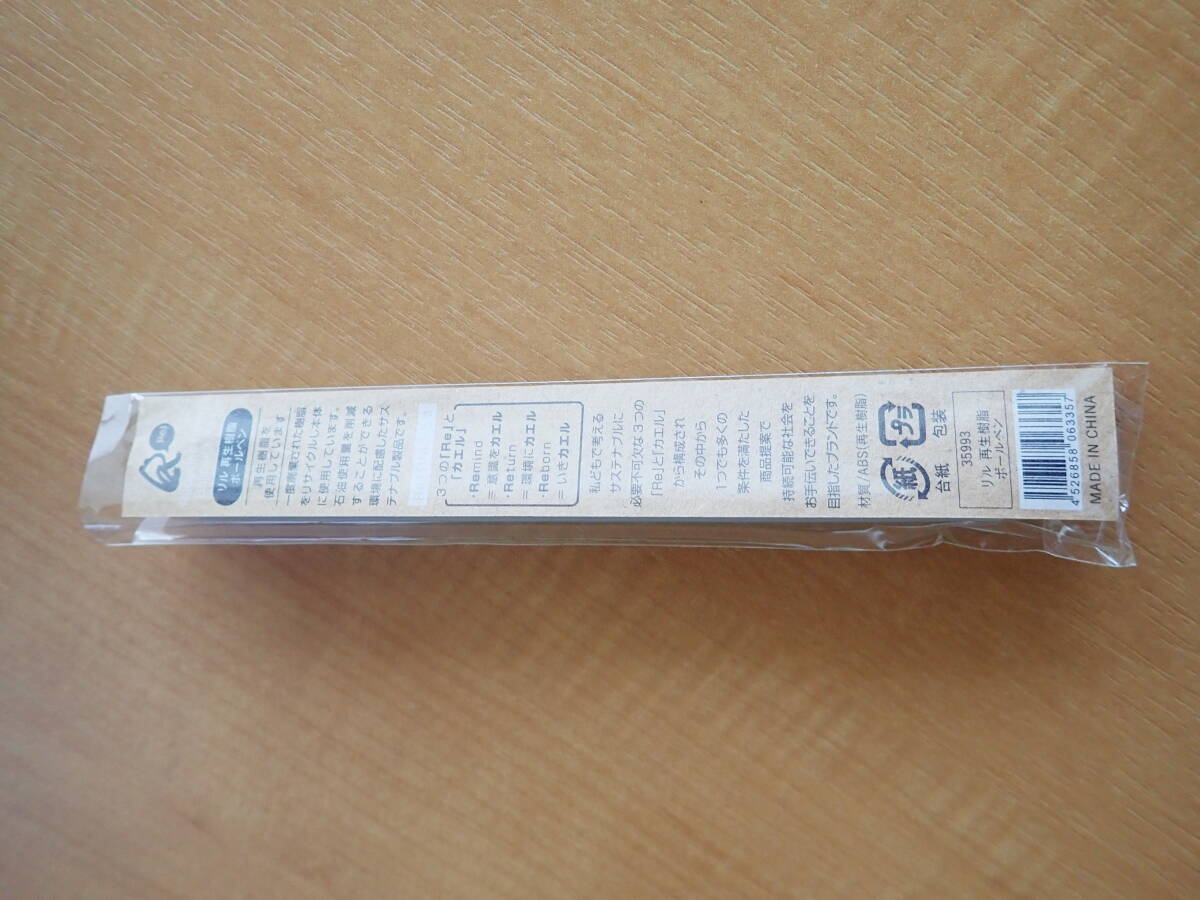 リル 再生樹脂
ボールペン
再生樹脂を
使用しています
一度廃棄された樹脂
をリサイクルし本体
に使用しています。
石油使用量を削減
することができる
環境に配慮したサス
テナブル製品です。
3つの「Re」と
「カエル」
・Remind
= 意識をカエル
・Return
= 環境にカエル
・Reborn
= いきカエル
私どもで考える
サステナブルに
必要不可欠な3つの
「Re」と「カエル」
から構成され
その中から
1つでも多くの
条件を満たした
商品提案で
持続可能な社会を
お手伝いできることを
目指したブランドです。
材質/ABS(再生樹脂)
紙 プラ
台紙 包装
35993
リル 再生樹脂
ボールペン
4 526858 063357
MADE IN CHINA